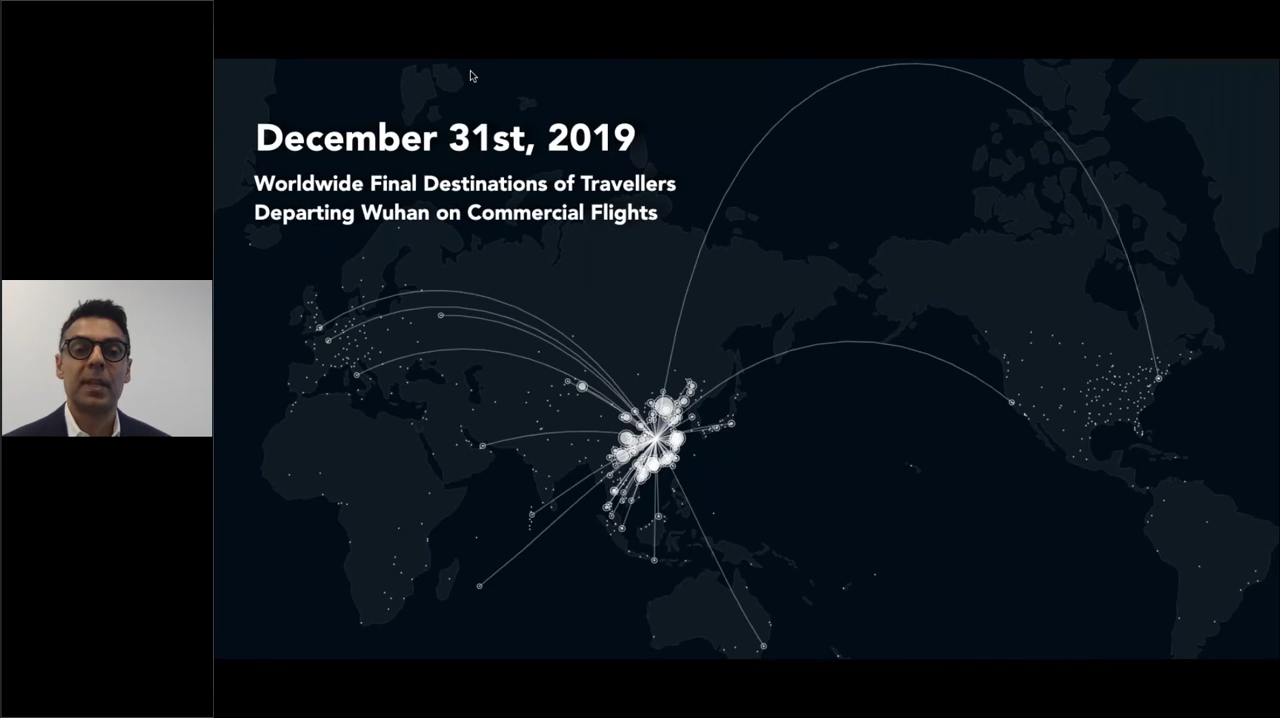 December 31st, 2019
Worldwide Final Destinations of Travellers
Departing Wuhan on Commercial Flights